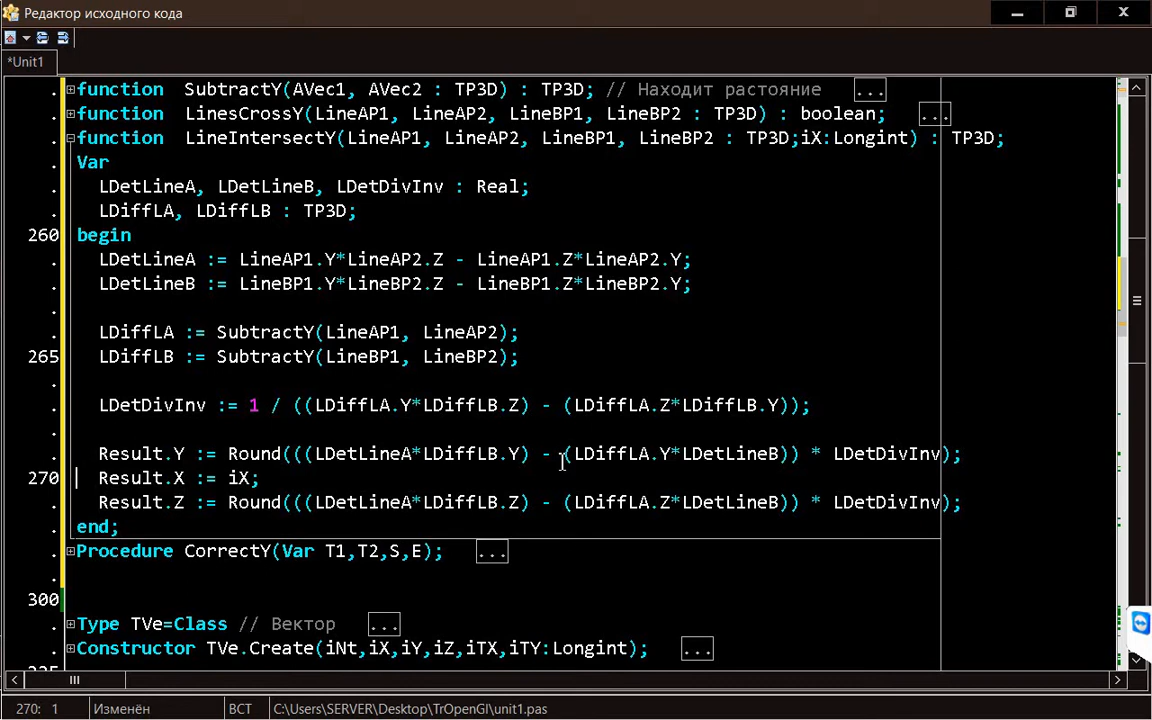 Редактор исходного кода
*Unit1
function SubtractY(AVec1, AVec2 : TP3D) : TP3D; // Находит растояние ...
function LinesCrossY(LineAP1, LineAP2, LineBP1, LineBP2 : TP3D) : boolean; ...
function LineIntersectY(LineAP1, LineAP2, LineBP1, LineBP2 : TP3D;iX:Longint) : TP3D;
Var
LDetLineA, LDetLineB, LDetDivInv : Real;
LDiffLA, LDiffLB : TP3D;
260 begin
LDetLineA := LineAP1.Y*LineAP2.Z - LineAP1.Z*LineAP2.Y;
LDetLineB := LineBP1.Y*LineBP2.Z - LineBP1.Z*LineBP2.Y;
LDiffLA := SubtractY(LineAP1, LineAP2);
265 LDiffLB := SubtractY(LineBP1, LineBP2);
LDetDivInv := 1 / ((LDiffLA.Y*LDiffLB.Z) - (LDiffLA.Z*LDiffLB.Y));
Result.Y := Round(((LDetLineA*LDiffLB.Y) - (LDiffLA.Y*LDetLineB)) * LDetDivInv);
270 Result.X := iX;
Result.Z := Round(((LDetLineA*LDiffLB.Z) - (LDiffLA.Z*LDetLineB)) * LDetDivInv);
end;
Procedure CorrectY(Var T1,T2,S,E); ...
300
Type TVe=Class // Вектор ...
Constructor TVe.Create(iNt,iX,iY,iZ,iTX,iTY:Longint); ...
270: 1 Изменён ВСТ C:\Users\SERVER\Desktop\TrOpenGl\unit1.pas